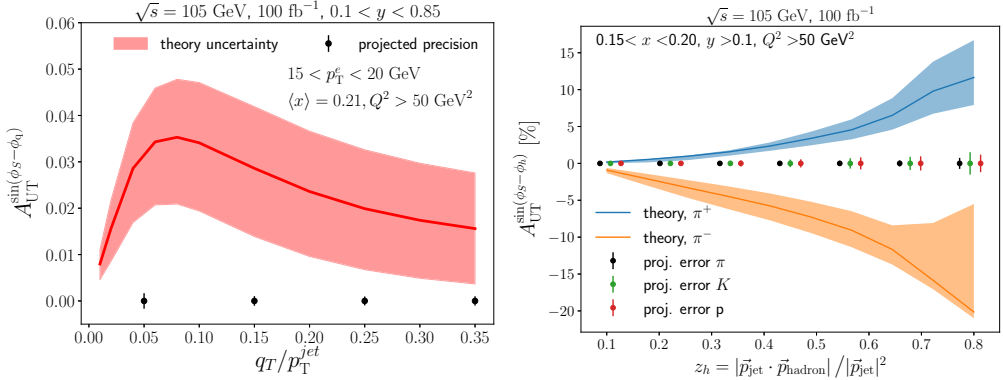 √s = 105 GeV, 100 fb⁻¹, 0.1 < y < 0.85
theory uncertainty
projected precision
15 < p_T^e < 20 GeV
⟨x⟩ = 0.21, Q² > 50 GeV²
A_UT^sin(φ_S−φ_q)
0.05
0.04
0.03
0.02
0.01
0.00
0.00 0.05 0.10 0.15 0.20 0.25 0.30 0.35
q_T/p_T^jet
√s = 105 GeV, 100 fb⁻¹
0.15< x <0.20, y >0.1, Q² >50 GeV²
A_UT^sin(φ_S−φ_h) [%]
15
10
5
0
−5
−10
−15
−20
theory, π⁺
theory, π⁻
proj. error π
proj. error K
proj. error p
0.1 0.2 0.3 0.4 0.5 0.6 0.7 0.8
z_h = |p⃗_jet · p⃗_hadron| / |p⃗_jet|²